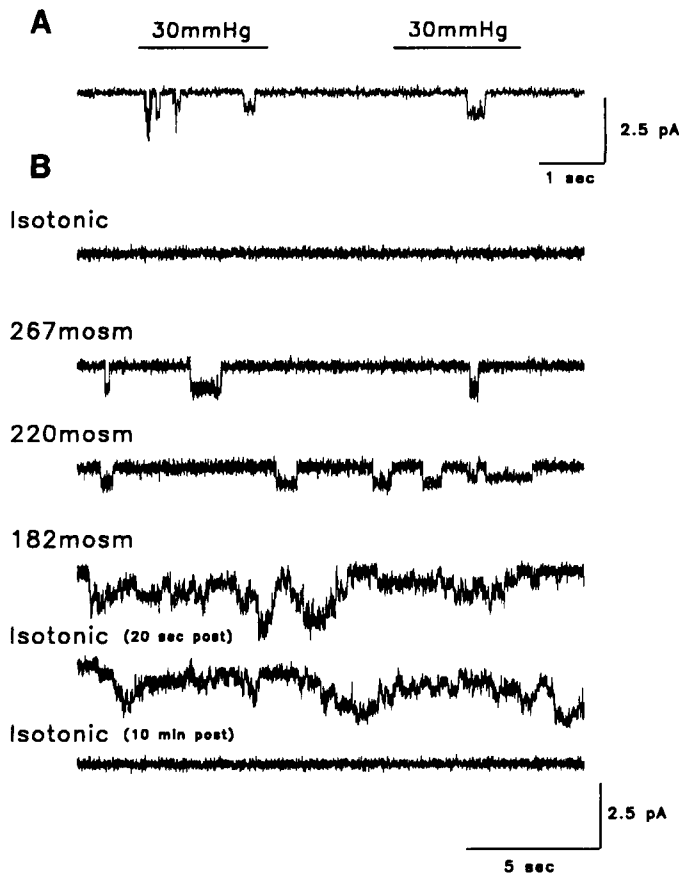 A
30mmHg 30mmHg
2.5 pA
1 sec
B
Isotonic
267mosm
220mosm
182mosm
Isotonic (20 sec post)
Isotonic (10 min post)
2.5 pA
5 sec